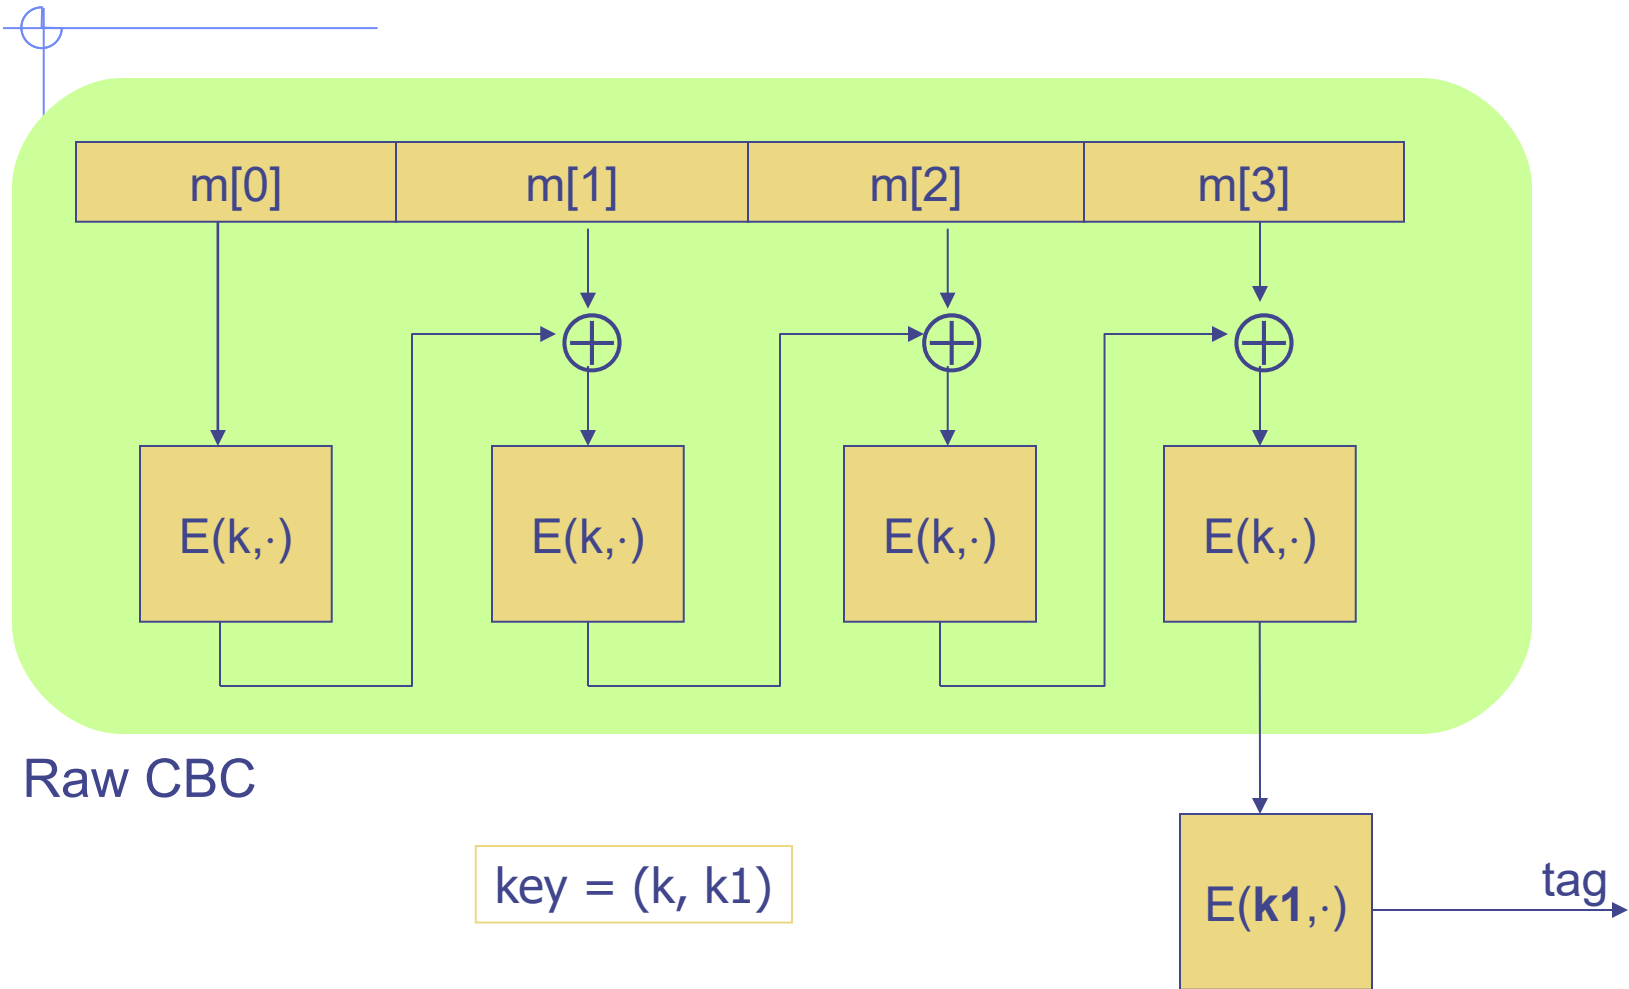 m[0] m[1] m[2] m[3]
E(k,·) E(k,·) E(k,·) E(k,·)
Raw CBC
key = (k, k1)
tag
E(k1,·)